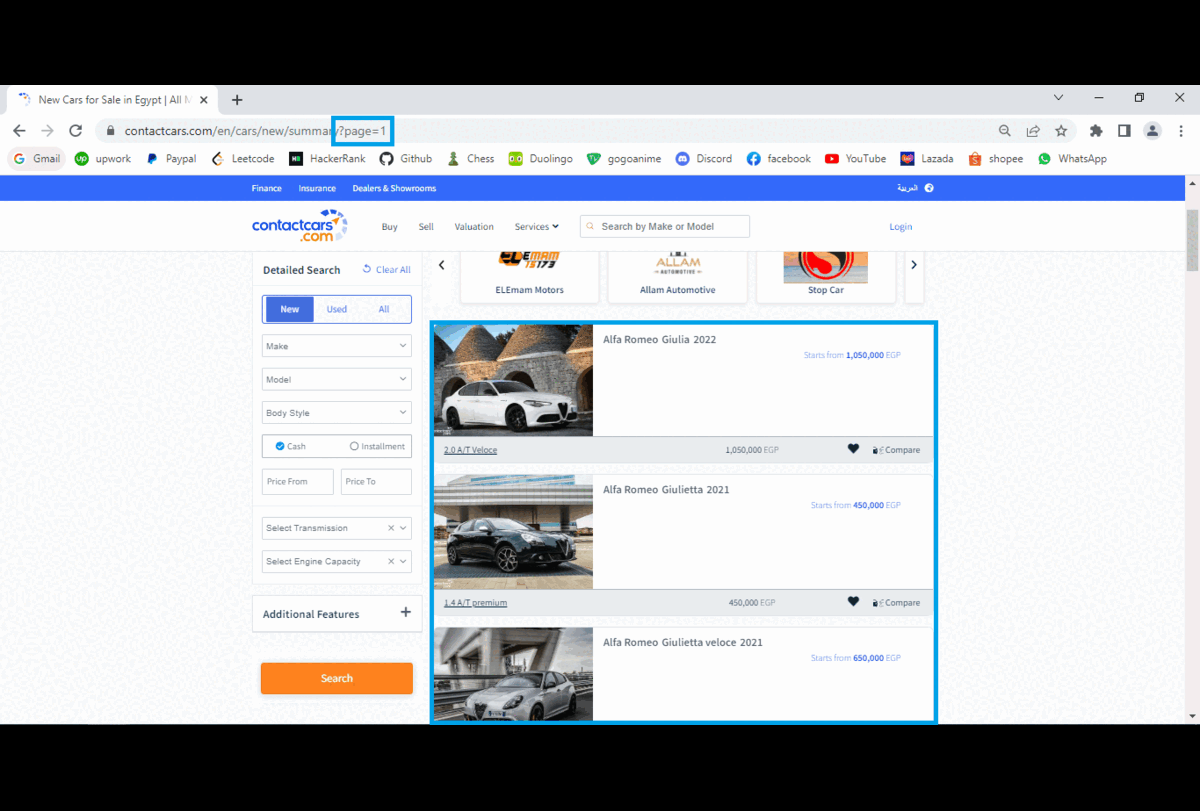 New Cars for Sale in Egypt | All M
contactcars.com/en/cars/new/summary?page=1
Gmail upwork Paypal Leetcode HackerRank Github Chess Duolingo gogoanime Discord facebook YouTube Lazada shopee WhatsApp
Finance Insurance Dealers & Showrooms العربية
contactcars.com Buy Sell Valuation Services Search by Make or Model Login
Detailed Search Clear All
ELEMAM 15173 ALLAM AUTOMOTIVE
ELEmam Motors Allam Automotive Stop Car
New Used All
Make
Model
Body Style
Cash Installment
Price From Price To
Select Transmission
Select Engine Capacity
Additional Features
Search
Alfa Romeo Giulia 2022
Starts from 1,050,000 EGP
2.0 A/T Veloce 1,050,000 EGP Compare
Alfa Romeo Giulietta 2021
Starts from 450,000 EGP
1.4 A/T premium 450,000 EGP Compare
Alfa Romeo Giulietta veloce 2021
Starts from 650,000 EGP